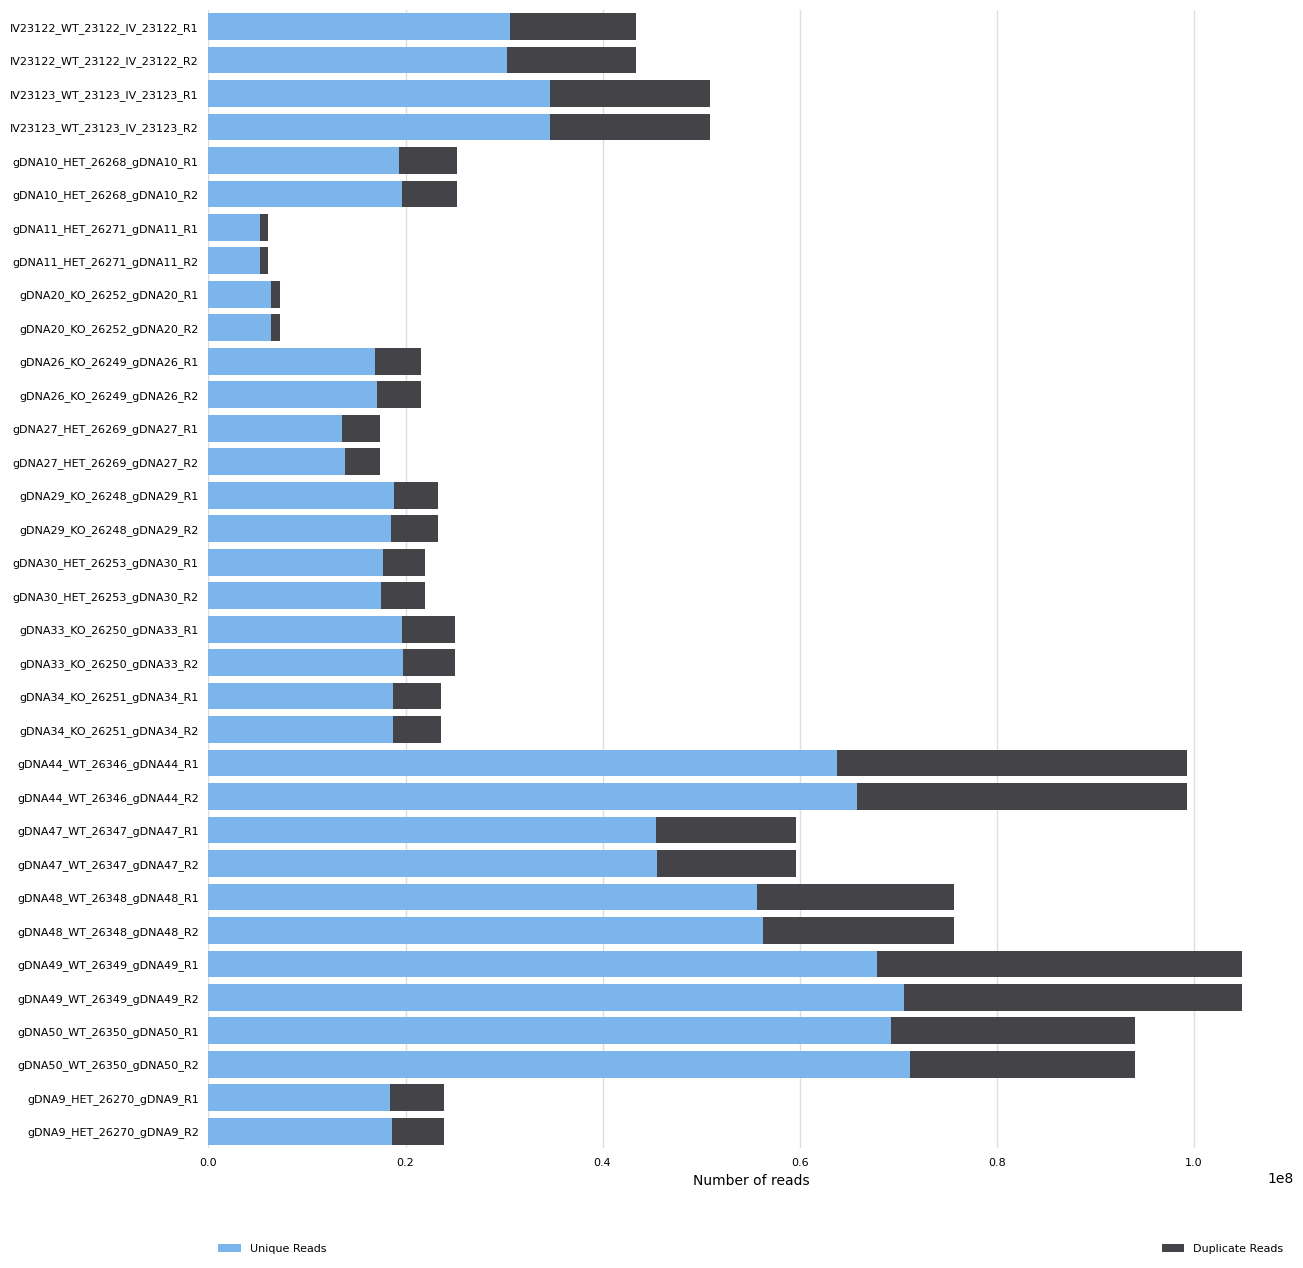 IV23122_WT_23122_IV_23122_R1
IV23122_WT_23122_IV_23122_R2
IV23123_WT_23123_IV_23123_R1
IV23123_WT_23123_IV_23123_R2
gDNA10_HET_26268_gDNA10_R1
gDNA10_HET_26268_gDNA10_R2
gDNA11_HET_26271_gDNA11_R1
gDNA11_HET_26271_gDNA11_R2
gDNA20_KO_26252_gDNA20_R1
gDNA20_KO_26252_gDNA20_R2
gDNA26_KO_26249_gDNA26_R1
gDNA26_KO_26249_gDNA26_R2
gDNA27_HET_26269_gDNA27_R1
gDNA27_HET_26269_gDNA27_R2
gDNA29_KO_26248_gDNA29_R1
gDNA29_KO_26248_gDNA29_R2
gDNA30_HET_26253_gDNA30_R1
gDNA30_HET_26253_gDNA30_R2
gDNA33_KO_26250_gDNA33_R1
gDNA33_KO_26250_gDNA33_R2
gDNA34_KO_26251_gDNA34_R1
gDNA34_KO_26251_gDNA34_R2
gDNA44_WT_26346_gDNA44_R1
gDNA44_WT_26346_gDNA44_R2
gDNA47_WT_26347_gDNA47_R1
gDNA47_WT_26347_gDNA47_R2
gDNA48_WT_26348_gDNA48_R1
gDNA48_WT_26348_gDNA48_R2
gDNA49_WT_26349_gDNA49_R1
gDNA49_WT_26349_gDNA49_R2
gDNA50_WT_26350_gDNA50_R1
gDNA50_WT_26350_gDNA50_R2
gDNA9_HET_26270_gDNA9_R1
gDNA9_HET_26270_gDNA9_R2
0.0 0.2 0.4 0.6 0.8 1.0
Number of reads
1e8
Unique Reads Duplicate Reads